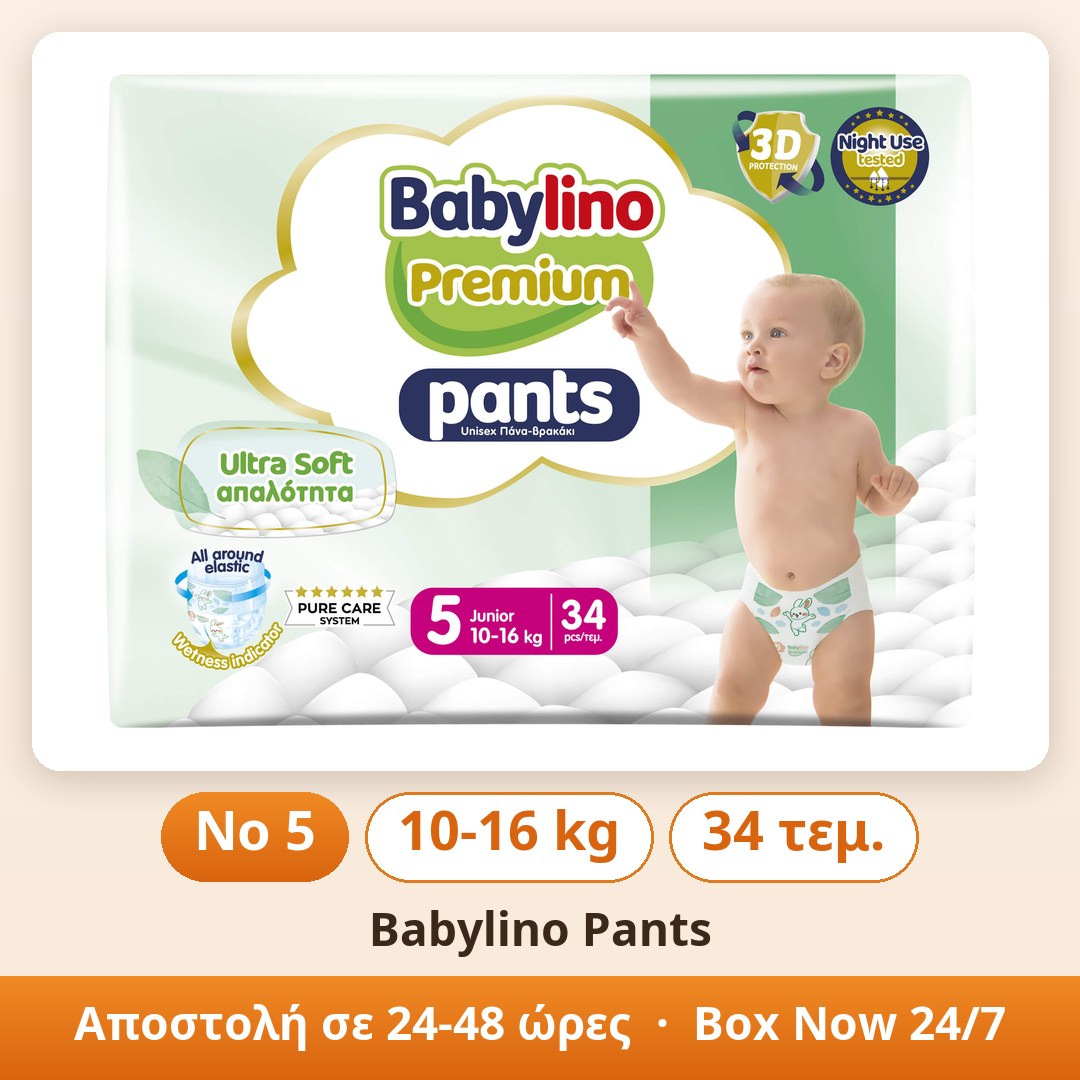 3D
PROTECTION
Night Use
tested
Babylino
Premium
pants
Unisex Πάνα-βρακάκι
Ultra Soft
απαλότητα
All around
elastic
Wetness indicator
PURE CARE
SYSTEM
5 Junior
10-16 kg
34
pcs/τεμ.
No 5
10-16 kg
34 τεμ.
Babylino Pants
Αποστολή σε 24-48 ώρες · Box Now 24/7